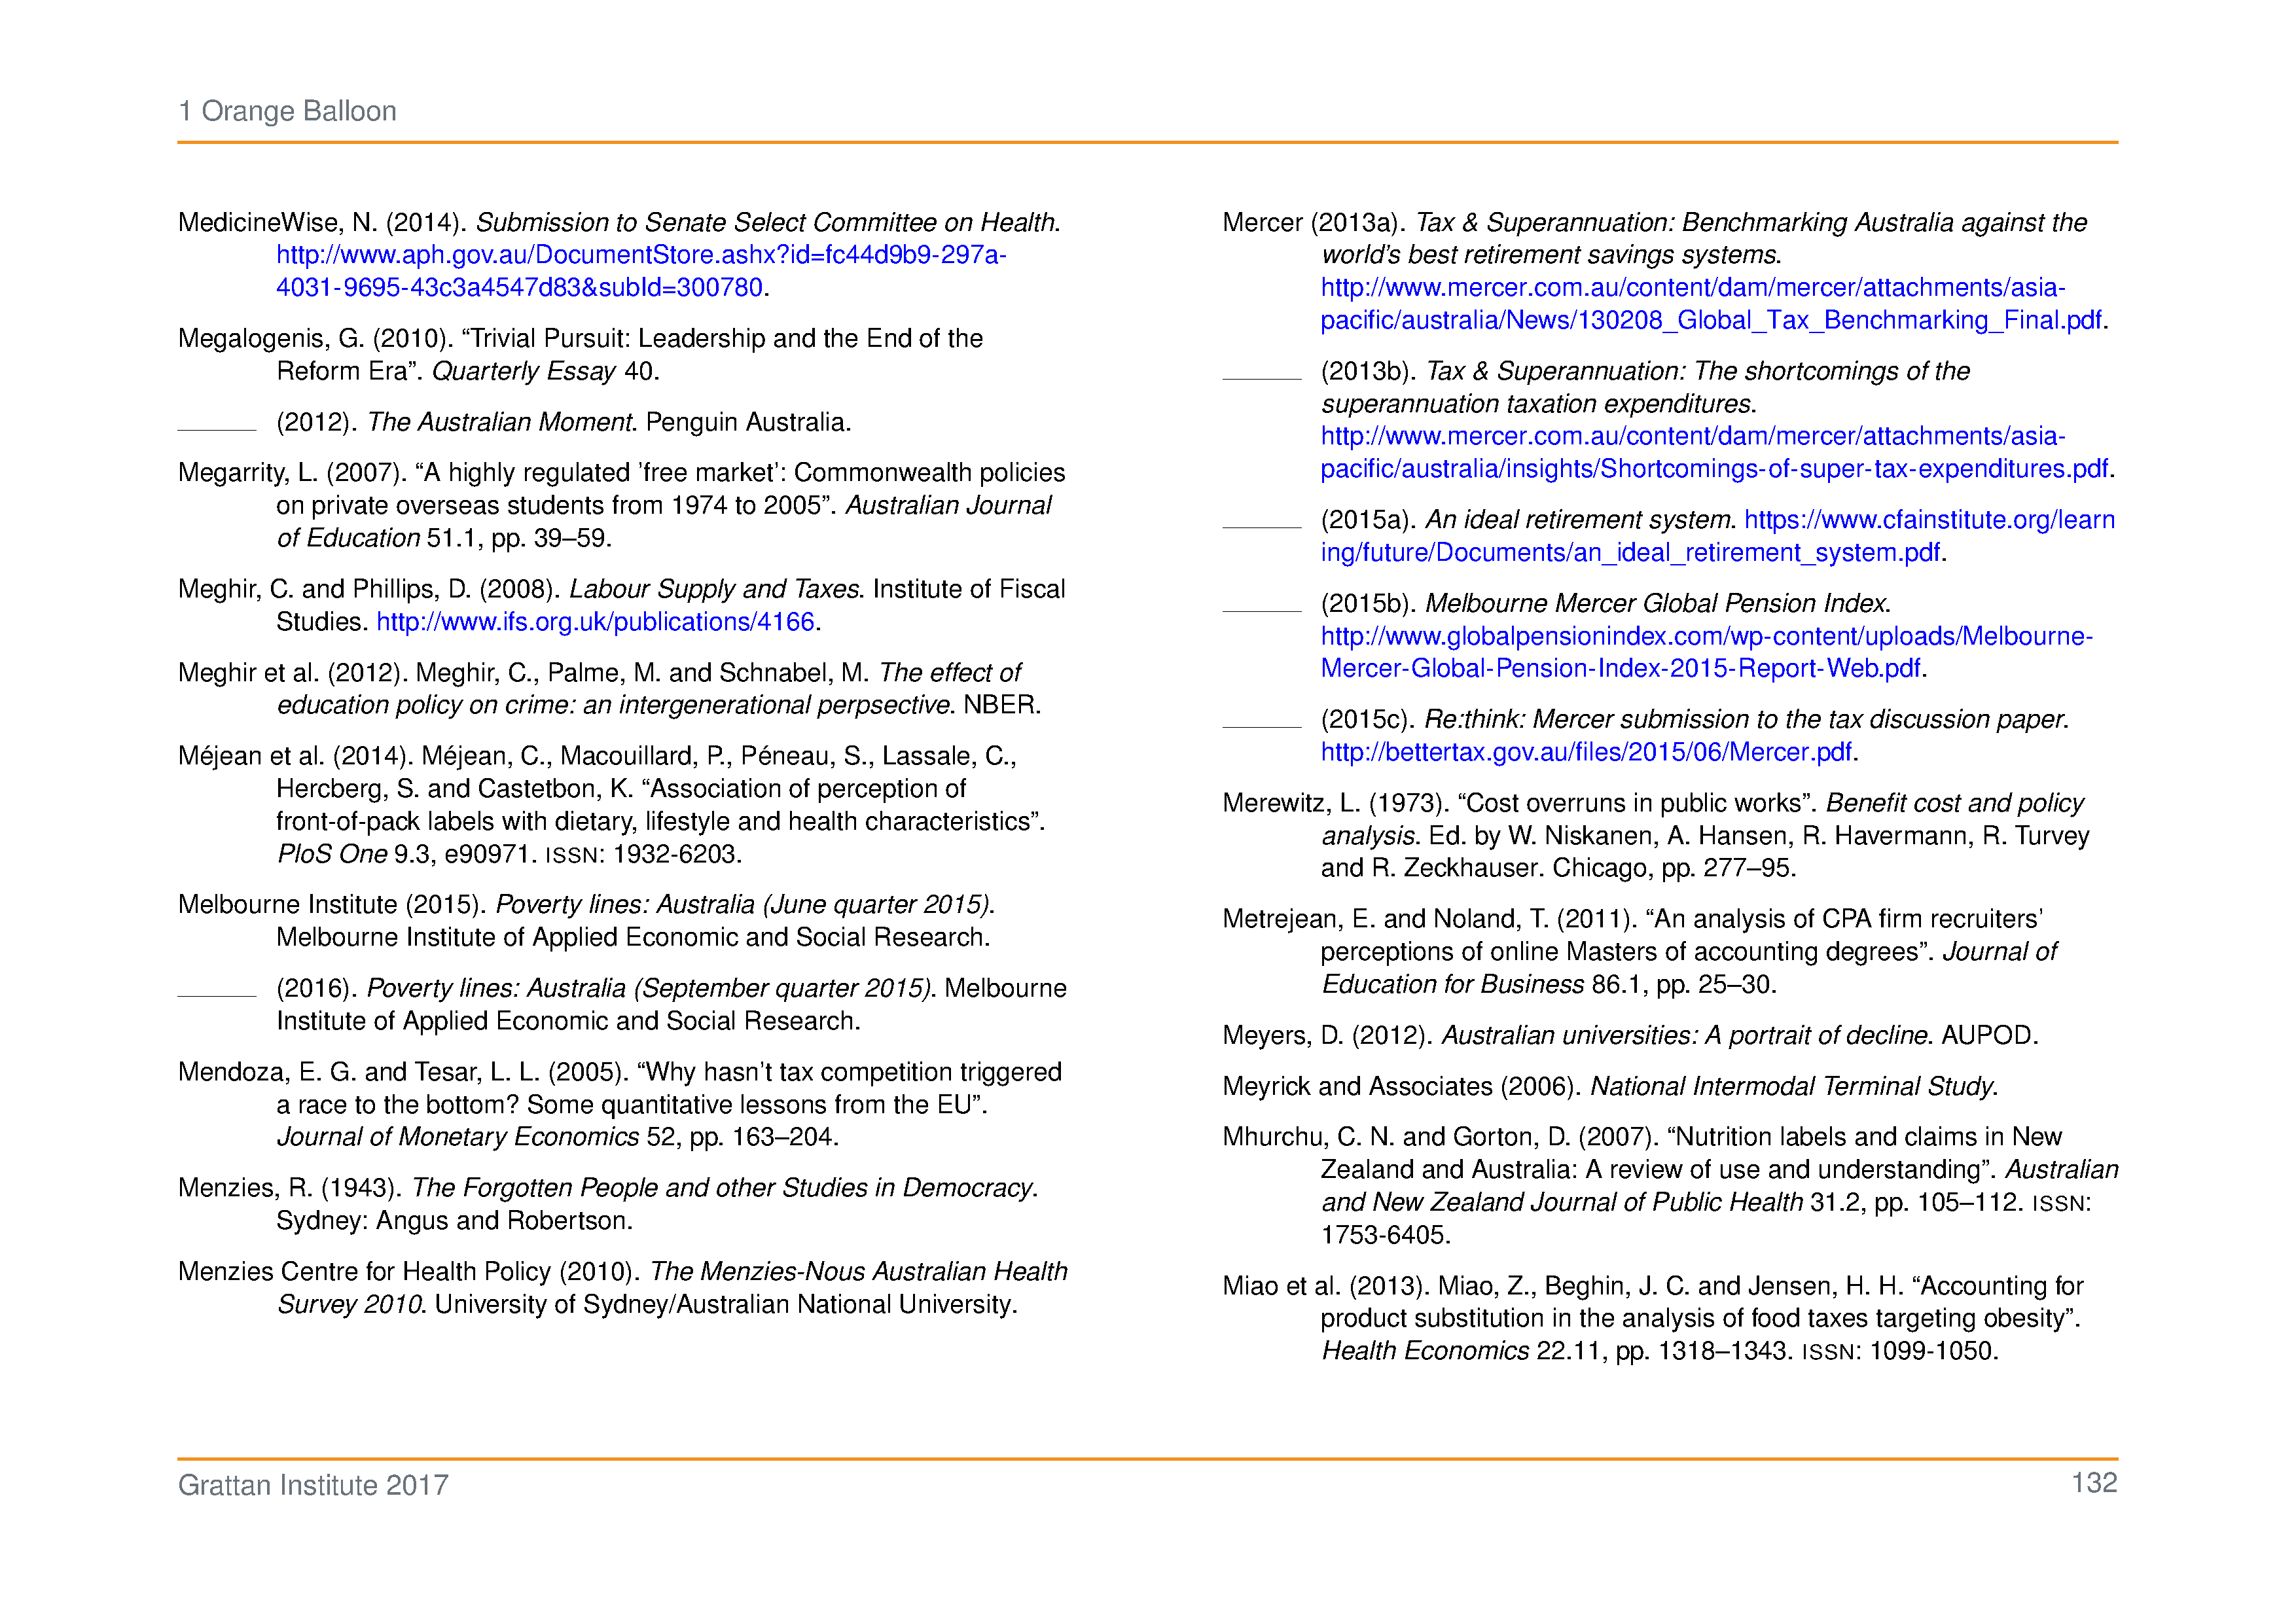 1 Orange Balloon
MedicineWise, N. (2014). Submission to Senate Select Committee on Health.
http://www.aph.gov.au/DocumentStore.ashx?id=fc44d9b9-297a-
4031-9695-43c3a4547d83&subId=300780.
Megalogenis, G. (2010). “Trivial Pursuit: Leadership and the End of the
Reform Era”. Quarterly Essay 40.
______ (2012). The Australian Moment. Penguin Australia.
Megarrity, L. (2007). “A highly regulated ’free market’: Commonwealth policies
on private overseas students from 1974 to 2005”. Australian Journal
of Education 51.1, pp. 39–59.
Meghir, C. and Phillips, D. (2008). Labour Supply and Taxes. Institute of Fiscal
Studies. http://www.ifs.org.uk/publications/4166.
Meghir et al. (2012). Meghir, C., Palme, M. and Schnabel, M. The effect of
education policy on crime: an intergenerational perpsective. NBER.
Méjean et al. (2014). Méjean, C., Macouillard, P., Péneau, S., Lassale, C.,
Hercberg, S. and Castetbon, K. “Association of perception of
front-of-pack labels with dietary, lifestyle and health characteristics”.
PloS One 9.3, e90971. ISSN: 1932-6203.
Melbourne Institute (2015). Poverty lines: Australia (June quarter 2015).
Melbourne Institute of Applied Economic and Social Research.
______ (2016). Poverty lines: Australia (September quarter 2015). Melbourne
Institute of Applied Economic and Social Research.
Mendoza, E. G. and Tesar, L. L. (2005). “Why hasn’t tax competition triggered
a race to the bottom? Some quantitative lessons from the EU”.
Journal of Monetary Economics 52, pp. 163–204.
Menzies, R. (1943). The Forgotten People and other Studies in Democracy.
Sydney: Angus and Robertson.
Menzies Centre for Health Policy (2010). The Menzies-Nous Australian Health
Survey 2010. University of Sydney/Australian National University.
Mercer (2013a). Tax & Superannuation: Benchmarking Australia against the
world’s best retirement savings systems.
http://www.mercer.com.au/content/dam/mercer/attachments/asia-
pacific/australia/News/130208_Global_Tax_Benchmarking_Final.pdf.
______ (2013b). Tax & Superannuation: The shortcomings of the
superannuation taxation expenditures.
http://www.mercer.com.au/content/dam/mercer/attachments/asia-
pacific/australia/insights/Shortcomings-of-super-tax-expenditures.pdf.
______ (2015a). An ideal retirement system. https://www.cfainstitute.org/learn
ing/future/Documents/an_ideal_retirement_system.pdf.
______ (2015b). Melbourne Mercer Global Pension Index.
http://www.globalpensionindex.com/wp-content/uploads/Melbourne-
Mercer-Global-Pension-Index-2015-Report-Web.pdf.
______ (2015c). Re:think: Mercer submission to the tax discussion paper.
http://bettertax.gov.au/files/2015/06/Mercer.pdf.
Merewitz, L. (1973). “Cost overruns in public works”. Benefit cost and policy
analysis. Ed. by W. Niskanen, A. Hansen, R. Havermann, R. Turvey
and R. Zeckhauser. Chicago, pp. 277–95.
Metrejean, E. and Noland, T. (2011). “An analysis of CPA firm recruiters’
perceptions of online Masters of accounting degrees”. Journal of
Education for Business 86.1, pp. 25–30.
Meyers, D. (2012). Australian universities: A portrait of decline. AUPOD.
Meyrick and Associates (2006). National Intermodal Terminal Study.
Mhurchu, C. N. and Gorton, D. (2007). “Nutrition labels and claims in New
Zealand and Australia: A review of use and understanding”. Australian
and New Zealand Journal of Public Health 31.2, pp. 105–112. ISSN:
1753-6405.
Miao et al. (2013). Miao, Z., Beghin, J. C. and Jensen, H. H. “Accounting for
product substitution in the analysis of food taxes targeting obesity”.
Health Economics 22.11, pp. 1318–1343. ISSN: 1099-1050.
Grattan Institute 2017
132